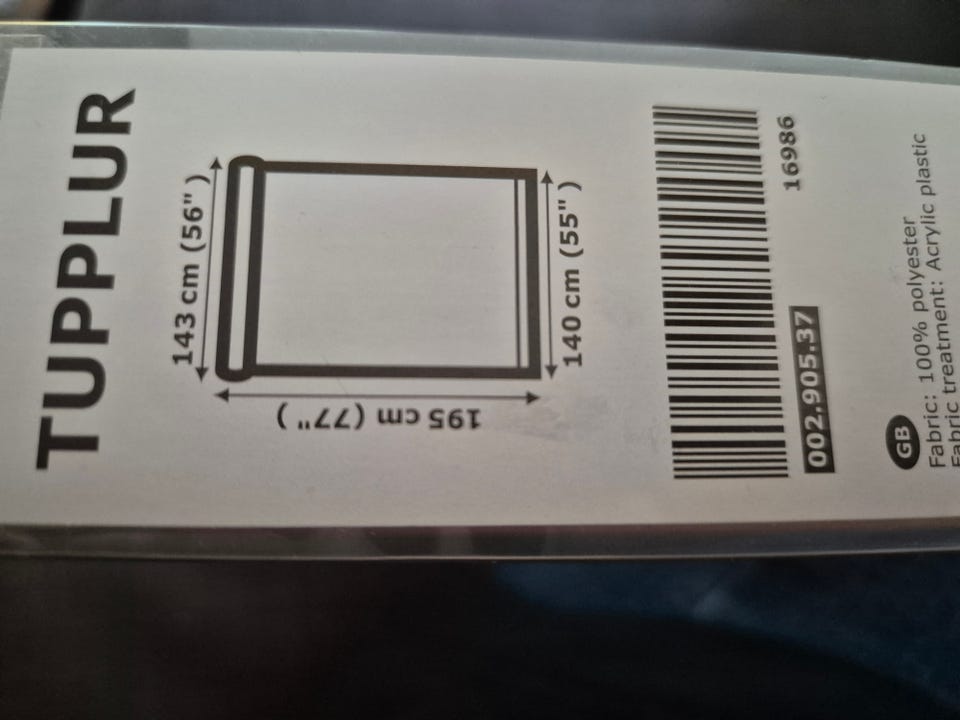 TUPPLUR
143 cm (56")
195 cm (77")
140 cm (55")
16986
002.905.37
GB
Fabric: 100% polyester
Fabric treatment: Acrylic plastic